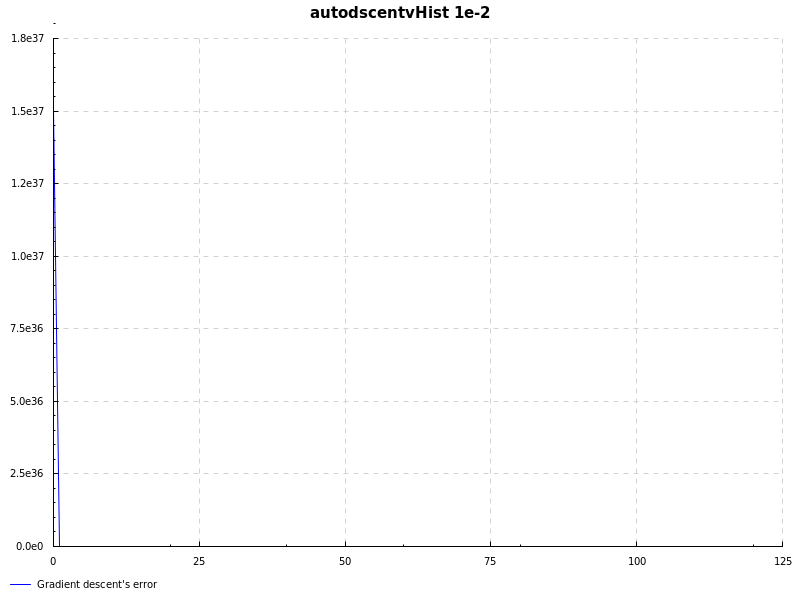 autodscentvHist 1e-2
1.8e37
1.5e37
1.2e37
1.0e37
7.5e36
5.0e36
2.5e36
0.0e0
0 25 50 75 100 125
Gradient descent's error